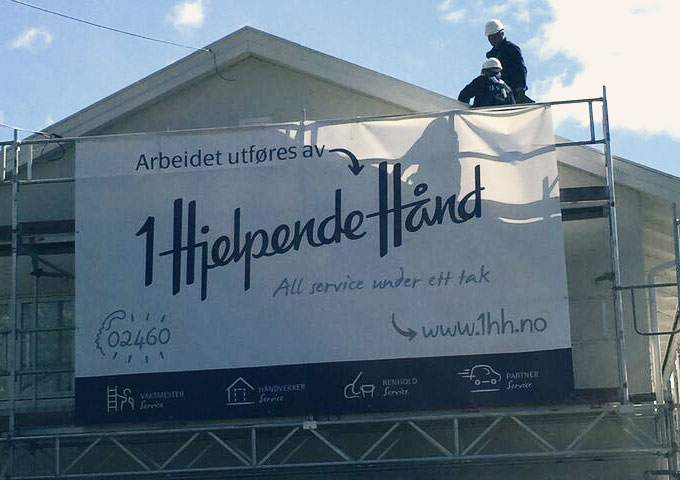 Arbeidet utføres av
1 Hjelpende Hånd
All service under ett tak
02460
www.1hh.no
VAKTMESTER
Service
HÅNDVERKER
Service
RENHOLD
Service
PARTNER
Service